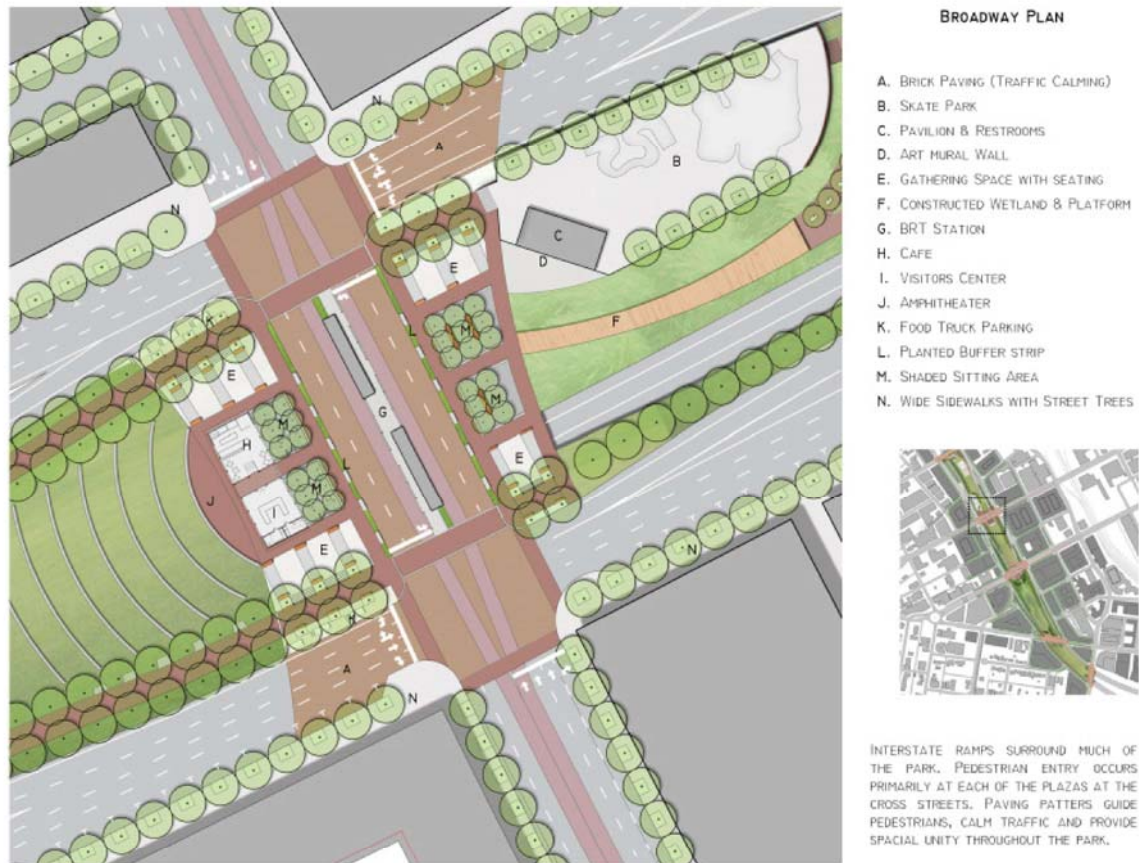 BROADWAY PLAN
A. BRICK PAVING (TRAFFIC CALMING)
B. SKATE PARK
C. PAVILION & RESTROOMS
D. ART MURAL WALL
E. GATHERING SPACE WITH SEATING
F. CONSTRUCTED WETLAND & PLATFORM
G. BRT STATION
H. CAFE
I. VISITORS CENTER
J. AMPHITHEATER
K. FOOD TRUCK PARKING
L. PLANTED BUFFER STRIP
M. SHADED SITTING AREA
N. WIDE SIDEWALKS WITH STREET TREES
INTERSTATE RAMPS SURROUND MUCH OF
THE PARK. PEDESTRIAN ENTRY OCCURS
PRIMARILY AT EACH OF THE PLAZAS AT THE
CROSS STREETS. PAVING PATTERS GUIDE
PEDESTRIANS, CALM TRAFFIC AND PROVIDE
SPACIAL UNITY THROUGHOUT THE PARK.
N
A
B
N
C
D
E
E
K
L
M
F
M
G
H
M
L
E
J
M
I
E
N
K
A
N